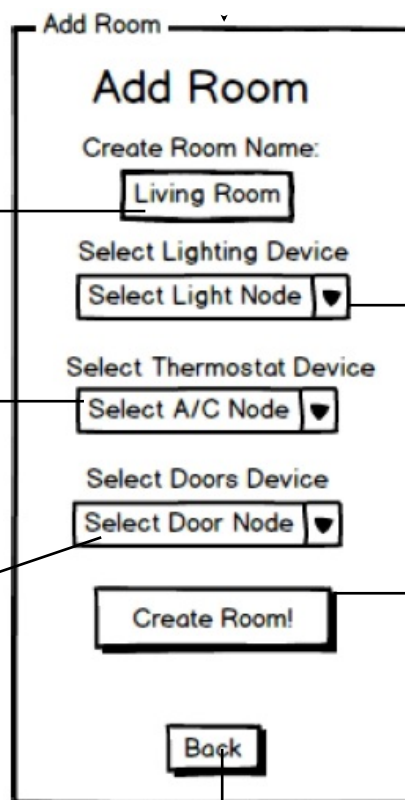 Add Room
Add Room
Create Room Name:
Living Room
Select Lighting Device
Select Light Node
Select Thermostat Device
Select A/C Node
Select Doors Device
Select Door Node
Create Room!
Back